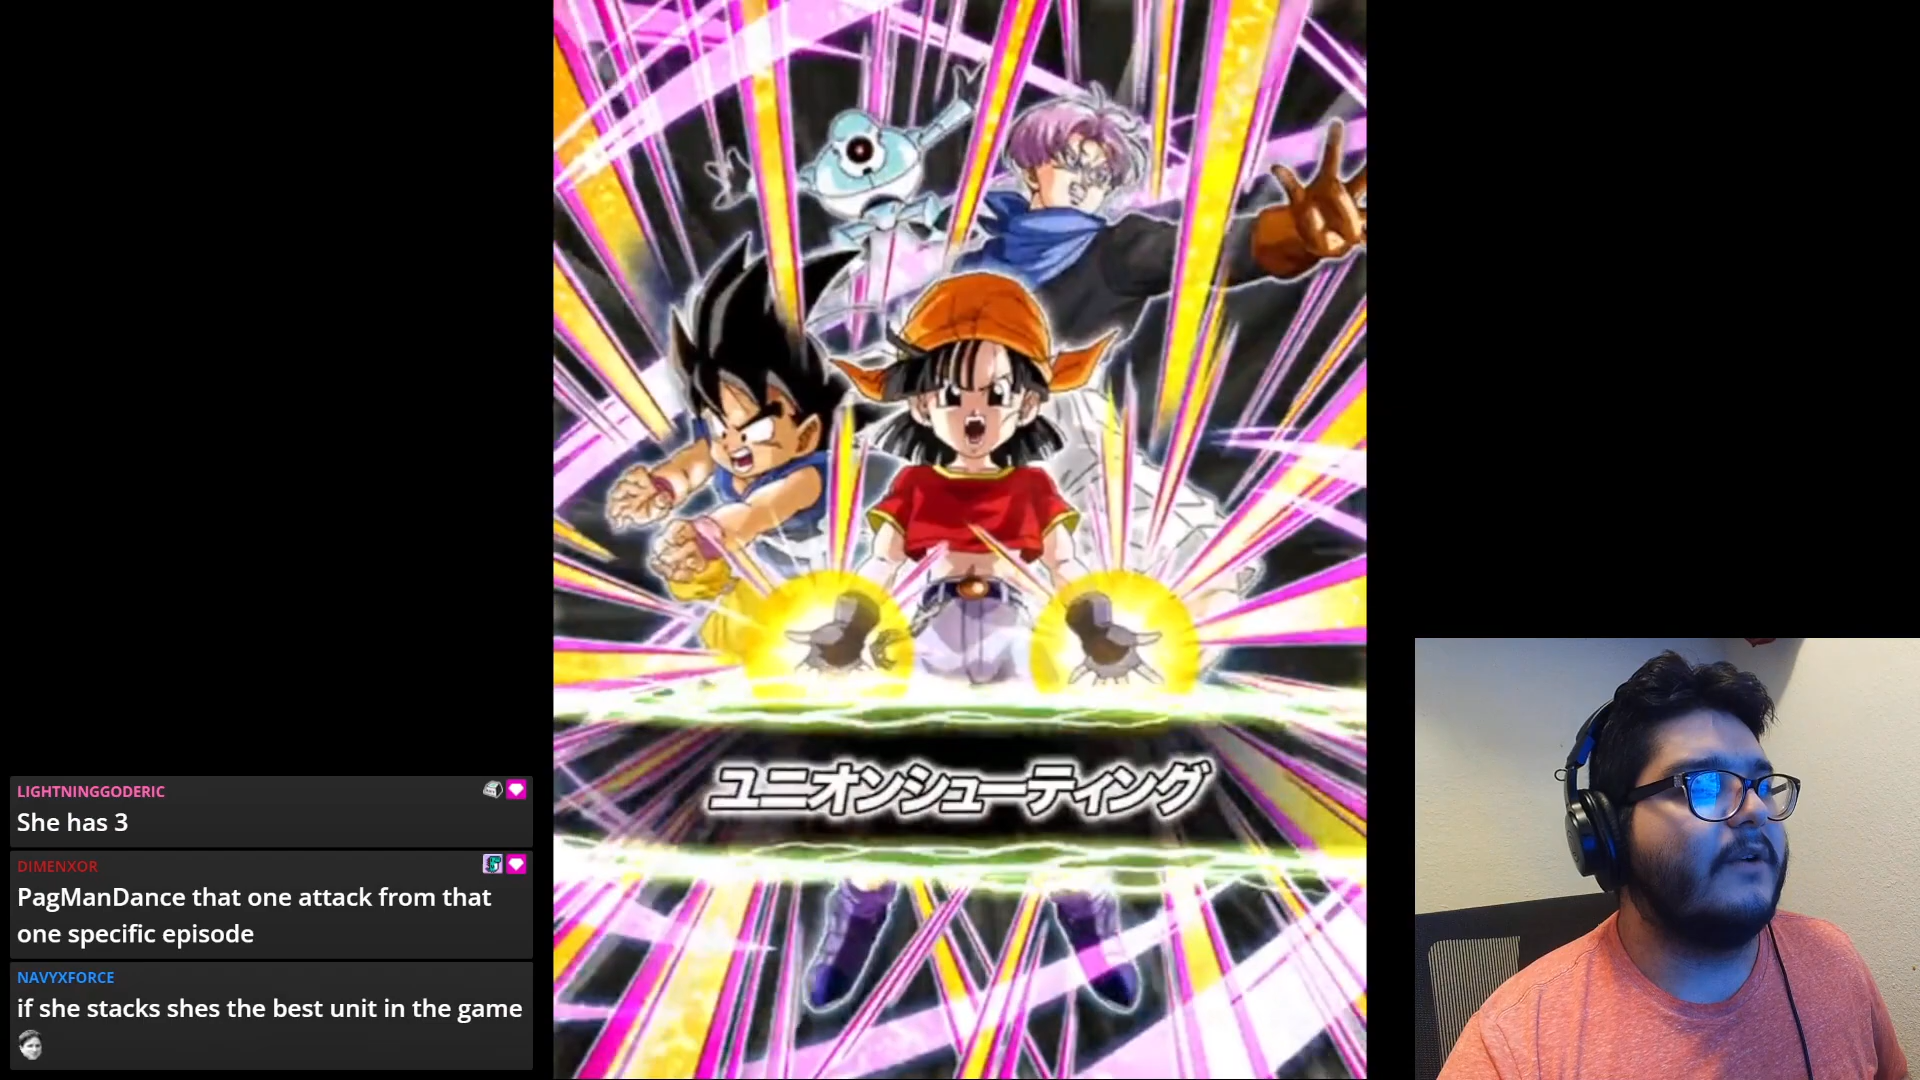 ユニオンシューティング
LIGHTNINGGODERIC
She has 3
DIMENXOR
PagManDance that one attack from that
one specific episode
NAVYXFORCE
if she stacks shes the best unit in the game